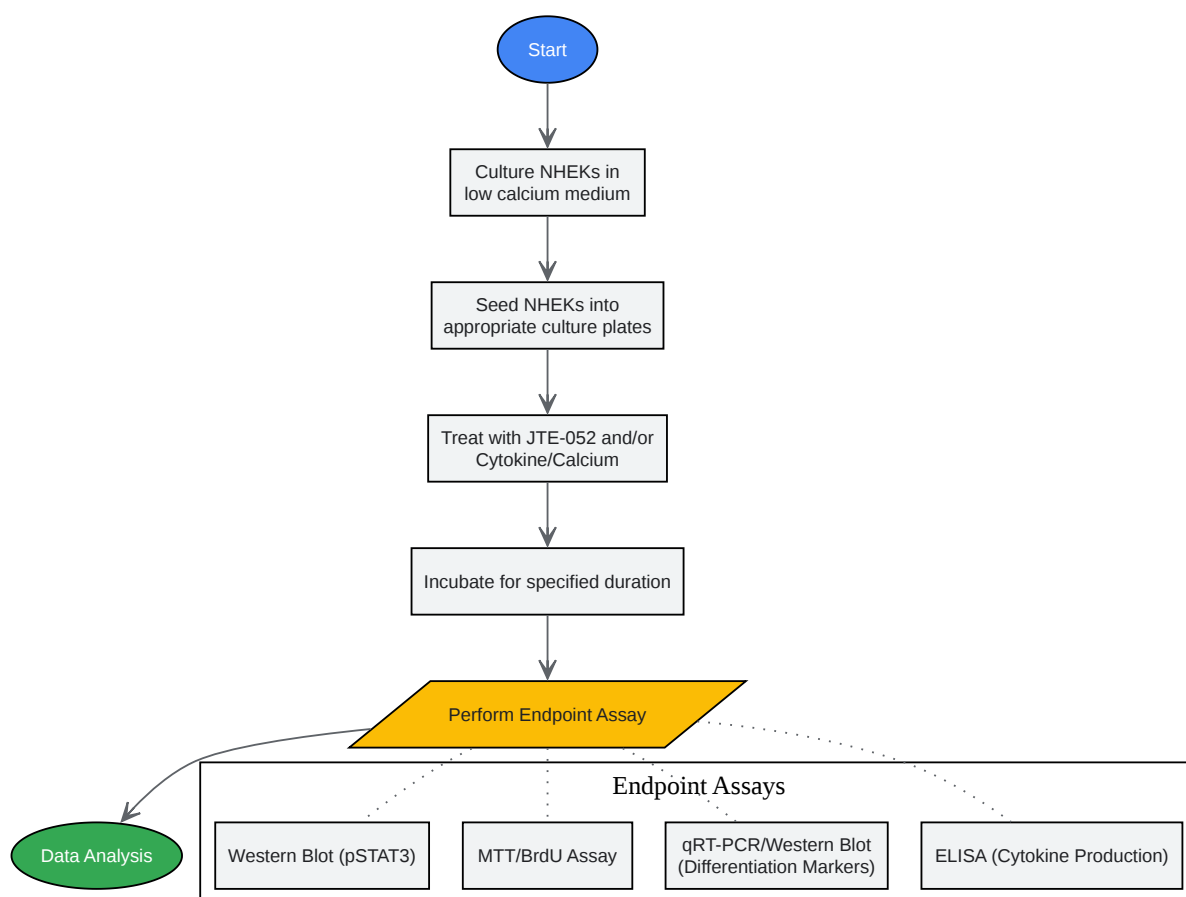 Start
Culture NHEKs in
low calcium medium
Seed NHEKs into
appropriate culture plates
Treat with JTE-052 and/or
Cytokine/Calcium
Incubate for specified duration
Perform Endpoint Assay
Endpoint Assays
Data Analysis
Western Blot (pSTAT3)
MTT/BrdU Assay
qRT-PCR/Western Blot
(Differentiation Markers)
ELISA (Cytokine Production)